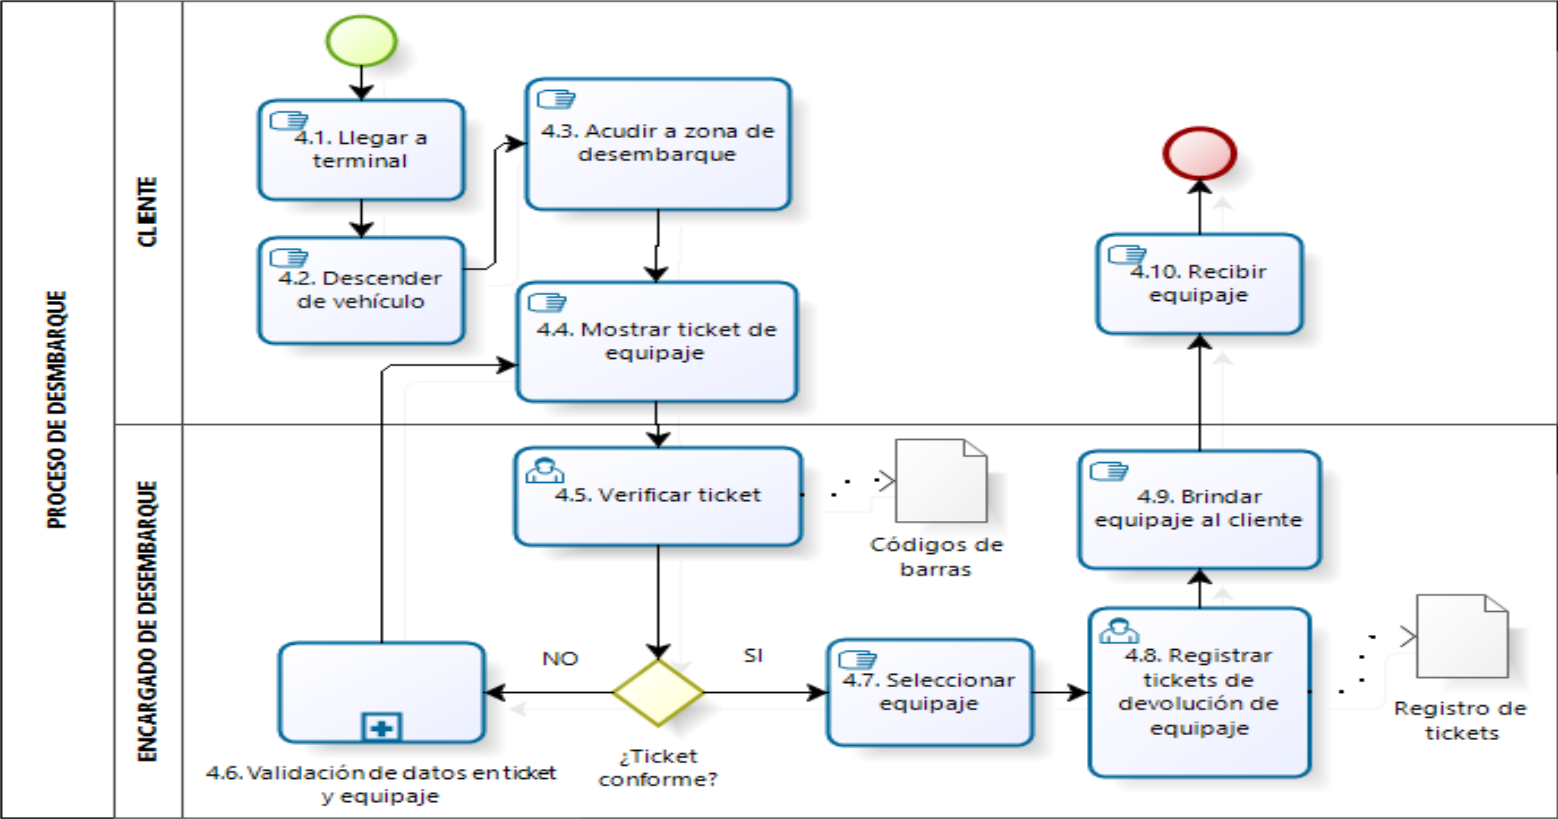 PROCESO DE DESMBARQUE
CLIENTE
4.1. Llegar a
terminal
4.2. Descender
de vehículo
4.3. Acudir a zona de
desembarque
4.4. Mostrar ticket de
equipaje
4.10. Recibir
equipaje
ENCARGADO DE DESEMBARQUE
4.5. Verificar ticket
Códigos de
barras
¿Ticket
conforme?
NO
SI
4.6. Validación de datos en ticket
y equipaje
4.7. Seleccionar
equipaje
4.8. Registrar
tickets de
devolución de
equipaje
Registro de
tickets
4.9. Brindar
equipaje al cliente